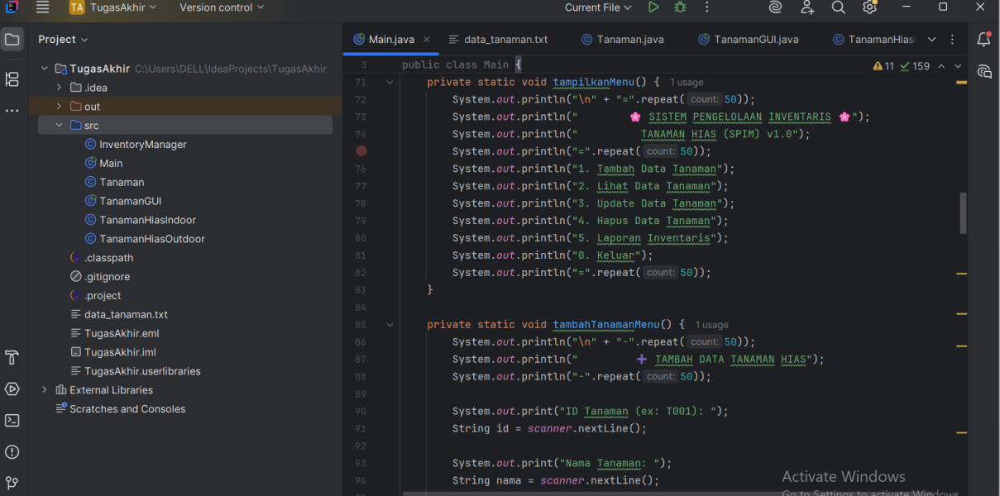 TA TugasAkhir Version control Current File
Project
Main.java data_tanaman.txt Tanaman.java TanamanGUI.java TanamanHias
TugasAkhir C:\Users\DELL\IdeaProjects\TugasAkhir
.idea
out
src
InventoryManager
Main
Tanaman
TanamanGUI
TanamanHiasIndoor
TanamanHiasOutdoor
.classpath
.gitignore
.project
data_tanaman.txt
TugasAkhir.eml
TugasAkhir.iml
TugasAkhir.userlibraries
External Libraries
Scratches and Consoles
3 public class Main { 11 159
71 private static void tampilkanMenu() { 1 usage
72 System.out.println("\n" + "=".repeat( count: 50));
73 System.out.println(" 🌸 SISTEM PENGELOLAAN INVENTARIS 🌸");
74 System.out.println(" TANAMAN HIAS (SPIM) v1.0");
System.out.println("=".repeat( count: 50));
76 System.out.println("1. Tambah Data Tanaman");
77 System.out.println("2. Lihat Data Tanaman");
78 System.out.println("3. Update Data Tanaman");
79 System.out.println("4. Hapus Data Tanaman");
80 System.out.println("5. Laporan Inventaris");
81 System.out.println("0. Keluar");
82 System.out.println("=".repeat( count: 50));
83 }
84
85 private static void tambahTanamanMenu() { 1 usage
86 System.out.println("\n" + "-".repeat( count: 50));
87 System.out.println(" ➕ TAMBAH DATA TANAMAN HIAS");
88 System.out.println("-".repeat( count: 50));
89
90 System.out.print("ID Tanaman (ex: T001): ");
91 String id = scanner.nextLine();
92
93 System.out.print("Nama Tanaman: ");
94 String nama = scanner.nextLine();
Activate Windows
Go to Settings to activate Windows.